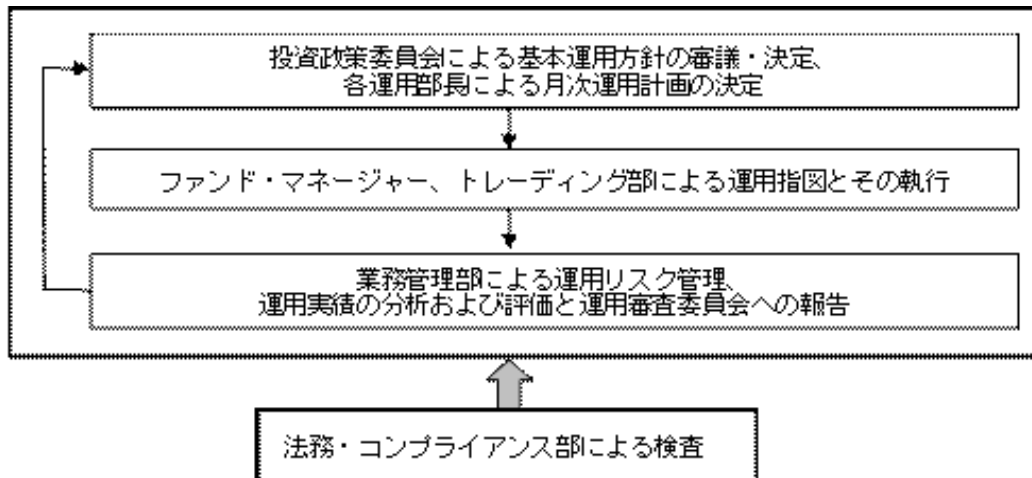 投資政策委員会による基本運用方針の審議・決定、
各運用部長による月次運用計画の決定
ファンド・マネージャー、トレーディング部による運用指図とその執行
業務管理部による運用リスク管理、
運用実績の分析および評価と運用審査委員会への報告
法務・コンプライアンス部による検査